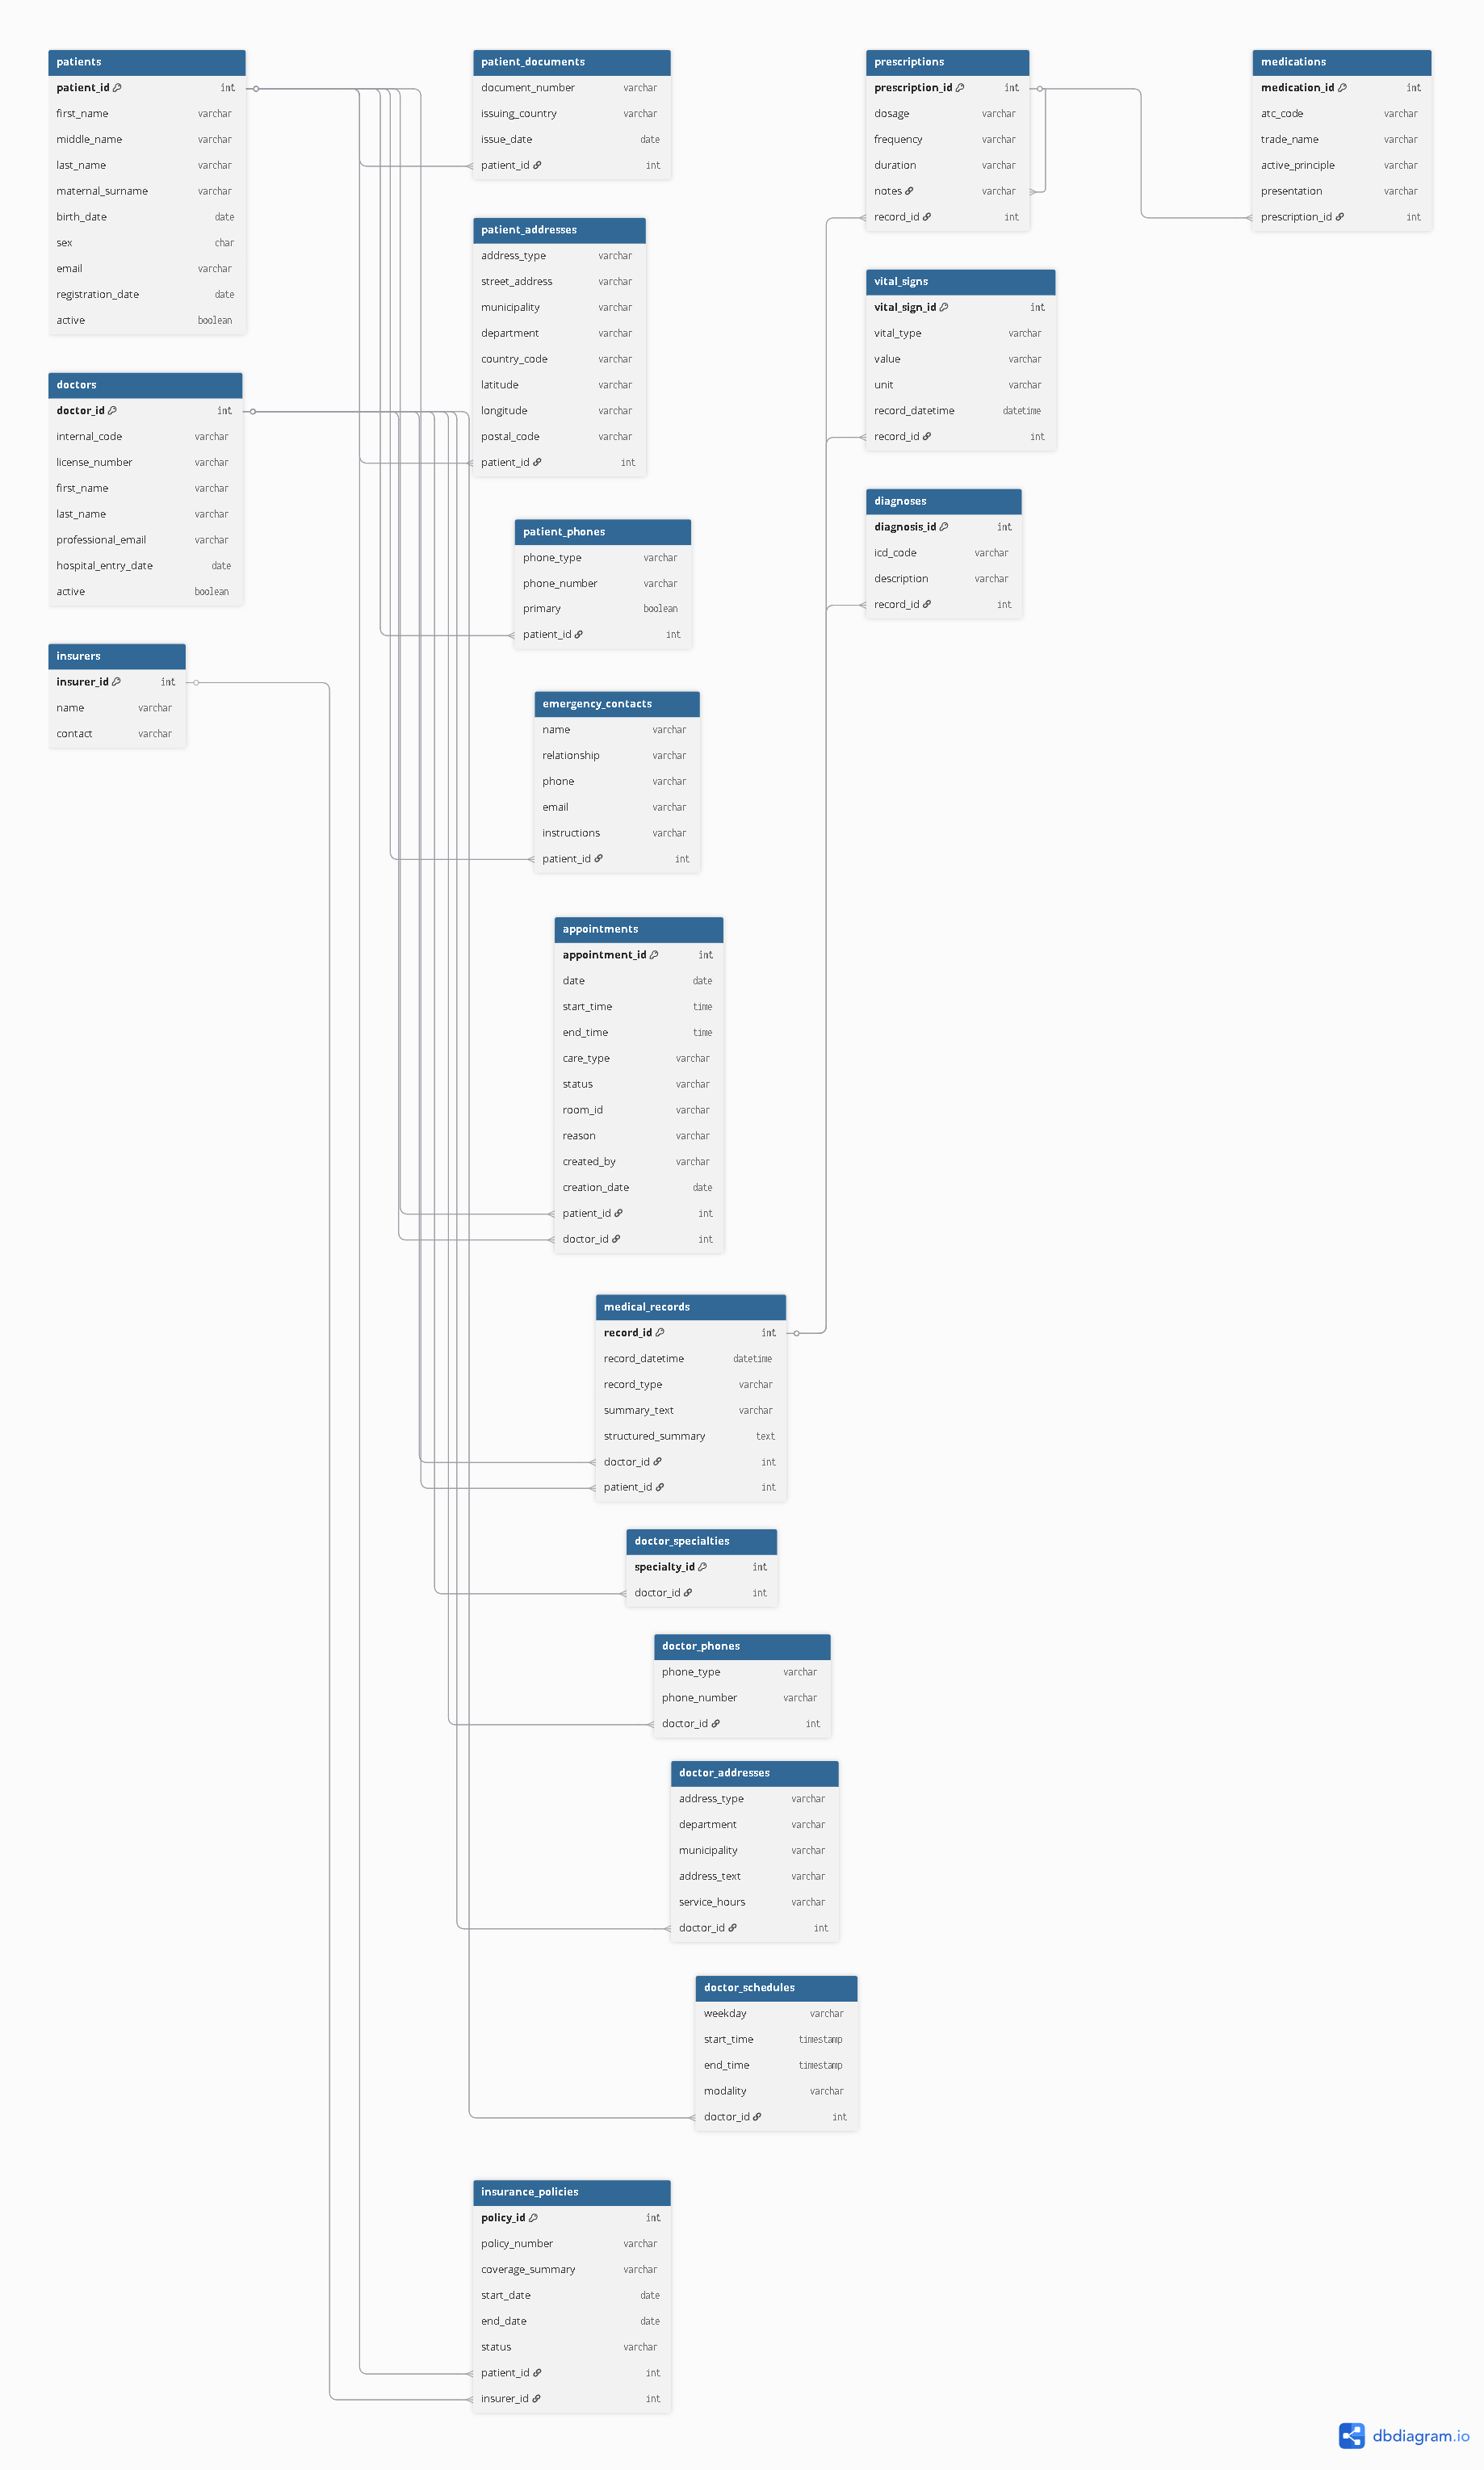 patients
patient_id int
first_name varchar
middle_name varchar
last_name varchar
maternal_surname varchar
birth_date date
sex char
email varchar
registration_date date
active boolean
doctors
doctor_id int
internal_code varchar
license_number varchar
first_name varchar
last_name varchar
professional_email varchar
hospital_entry_date date
active boolean
insurers
insurer_id int
name varchar
contact varchar
patient_documents
document_number varchar
issuing_country varchar
issue_date date
patient_id int
patient_addresses
address_type varchar
street_address varchar
municipality varchar
department varchar
country_code varchar
latitude varchar
longitude varchar
postal_code varchar
patient_id int
patient_phones
phone_type varchar
phone_number varchar
primary boolean
patient_id int
emergency_contacts
name varchar
relationship varchar
phone varchar
email varchar
instructions varchar
patient_id int
appointments
appointment_id int
date date
start_time time
end_time time
care_type varchar
status varchar
room_id varchar
reason varchar
created_by varchar
creation_date date
patient_id int
doctor_id int
medical_records
record_id int
record_datetime datetime
record_type varchar
summary_text varchar
structured_summary text
doctor_id int
patient_id int
doctor_specialties
specialty_id int
doctor_id int
doctor_phones
phone_type varchar
phone_number varchar
doctor_id int
doctor_addresses
address_type varchar
department varchar
municipality varchar
address_text varchar
service_hours varchar
doctor_id int
doctor_schedules
weekday varchar
start_time timestamp
end_time timestamp
modality varchar
doctor_id int
insurance_policies
policy_id int
policy_number varchar
coverage_summary varchar
start_date date
end_date date
status varchar
patient_id int
insurer_id int
prescriptions
prescription_id int
dosage varchar
frequency varchar
duration varchar
notes varchar
record_id int
vital_signs
vital_sign_id int
vital_type varchar
value varchar
unit varchar
record_datetime datetime
record_id int
diagnoses
diagnosis_id int
icd_code varchar
description varchar
record_id int
medications
medication_id int
atc_code varchar
trade_name varchar
active_principle varchar
presentation varchar
prescription_id int
dbdiagram.io